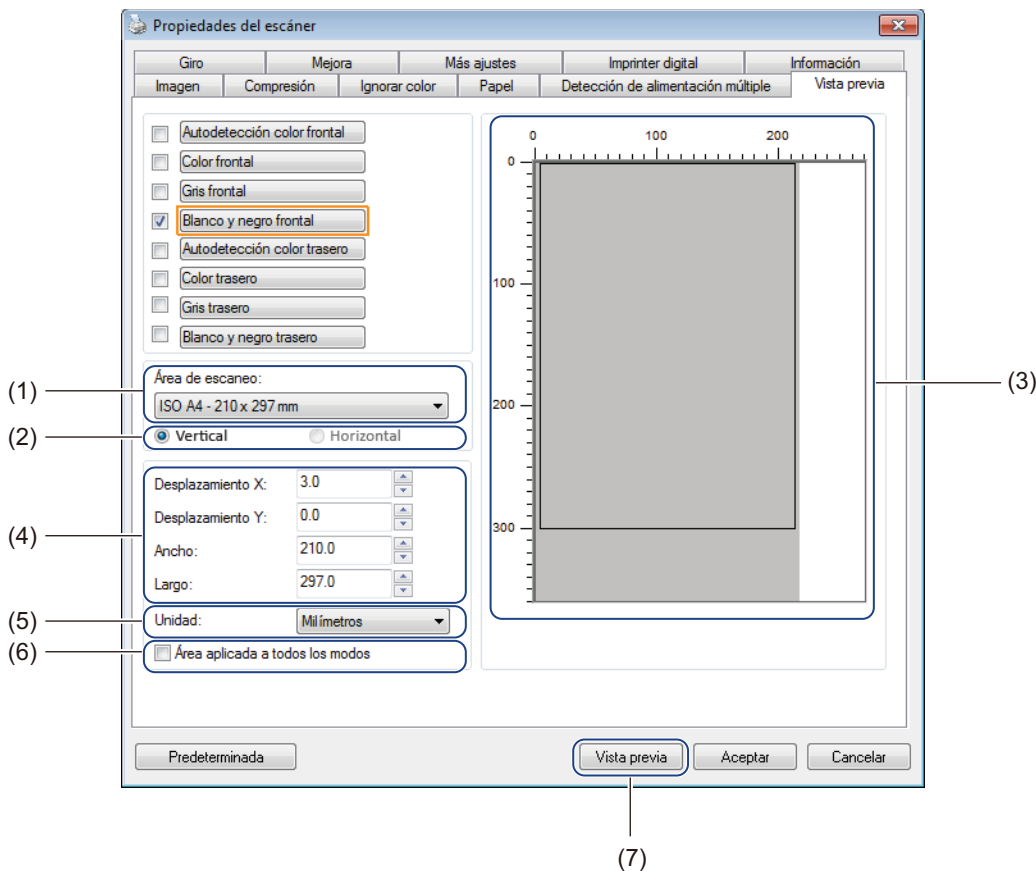 Propiedades del escáner
Giro Mejora Más ajustes Imprinter digital Información
Imagen Compresión Ignorar color Papel Detección de alimentación múltiple Vista previa
Autodetección color frontal
Color frontal
Gris frontal
Blanco y negro frontal
Autodetección color trasero
Color trasero
Gris trasero
Blanco y negro trasero
(1) Área de escaneo:
ISO A4 - 210 x 297 mm
(2) Vertical Horizontal
0 100 200
0
100
200
300
(3)
(4) Desplazamiento X: 3.0
Desplazamiento Y: 0.0
Ancho: 210.0
Largo: 297.0
(5) Unidad: Milímetros
(6) Área aplicada a todos los modos
Predeterminada Vista previa Aceptar Cancelar
(7)